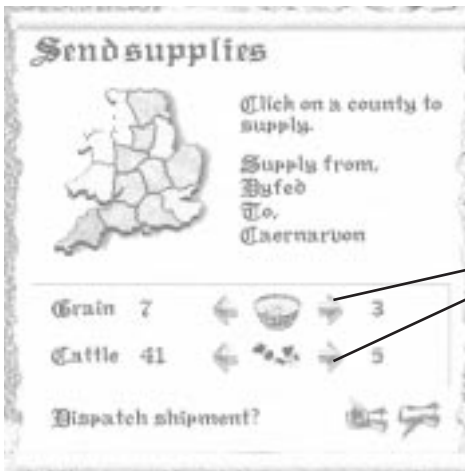 Send supplies
Click on a county to
supply.
Supply from,
Dyfed
To,
Caernarvon
Grain 7 3
Cattle 41 5
Dispatch shipment?